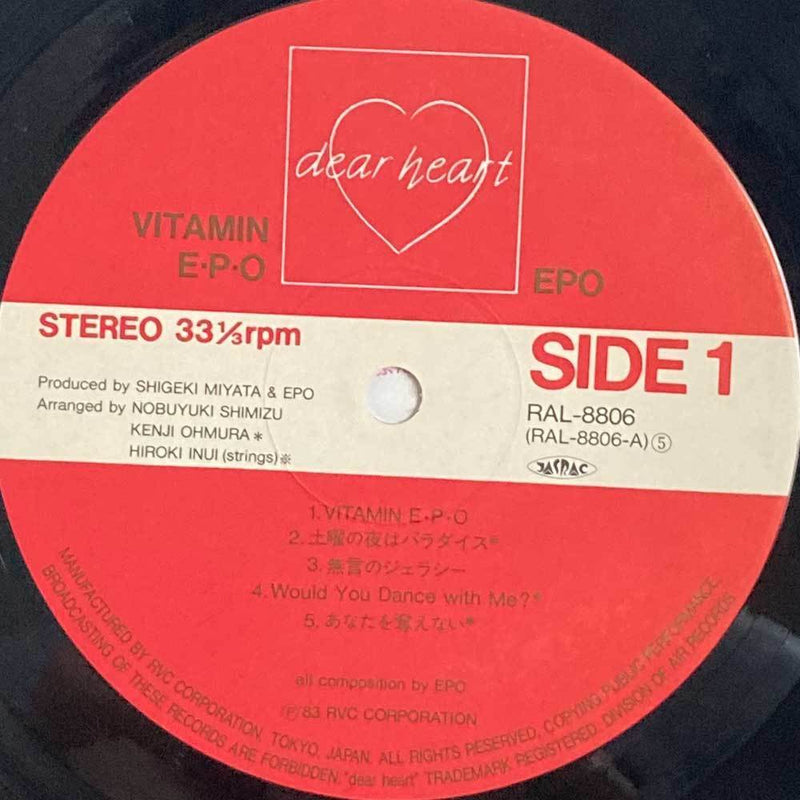 dear heart
VITAMIN
E·P·O
EPO
STEREO 33⅓rpm
SIDE 1
Produced by SHIGEKI MIYATA & EPO
Arranged by NOBUYUKI SHIMIZU
KENJI OHMURA*
HIROKI INUI (strings)※
RAL-8806
(RAL-8806-A)⑤
JASRAC
1. VITAMIN E·P·O
2. 土曜の夜はパラダイス※
3. 無言のジェラシー
4. Would You Dance with Me?*
5. あなたを奪えない※
all composition by EPO
Ⓟ83 RVC CORPORATION
MANUFACTURED BY RVC CORPORATION, TOKYO, JAPAN. ALL RIGHTS RESERVED, COPYING PUBLIC PERFORMANCE,
BROADCASTING OF THESE RECORDS ARE FORBIDDEN, "dear heart" TRADEMARK REGISTERED. DIVISION OF AIR RECORDS